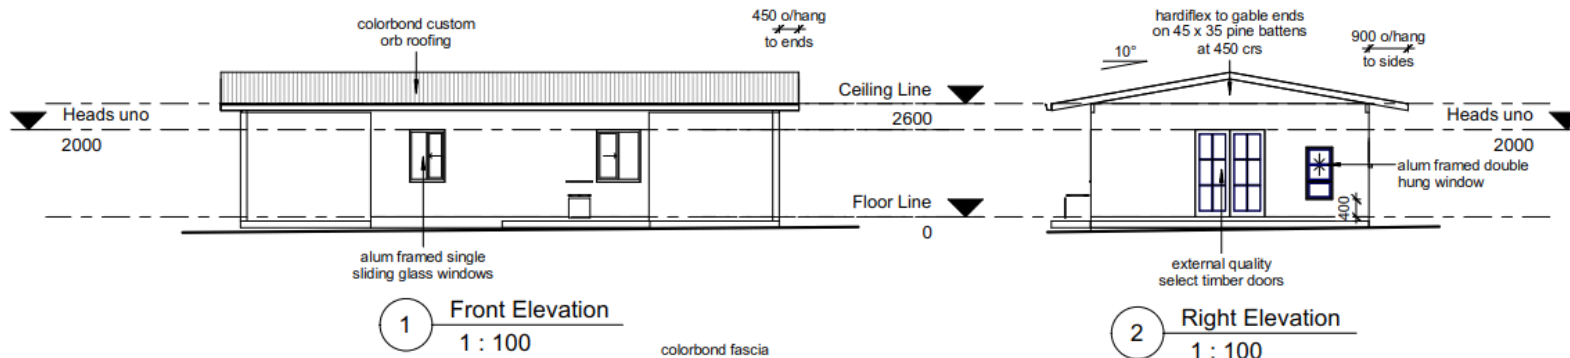 colorbond custom
orb roofing
450 o/hang
to ends
Heads uno
2000
Ceiling Line
2600
Floor Line
0
alum framed single
sliding glass windows
1
Front Elevation
1 : 100
colorbond fascia
hardiflex to gable ends
on 45 x 35 pine battens
at 450 crs
10°
900 o/hang
to sides
Heads uno
2000
alum framed double
hung window
400
external quality
select timber doors
2
Right Elevation
1 : 100